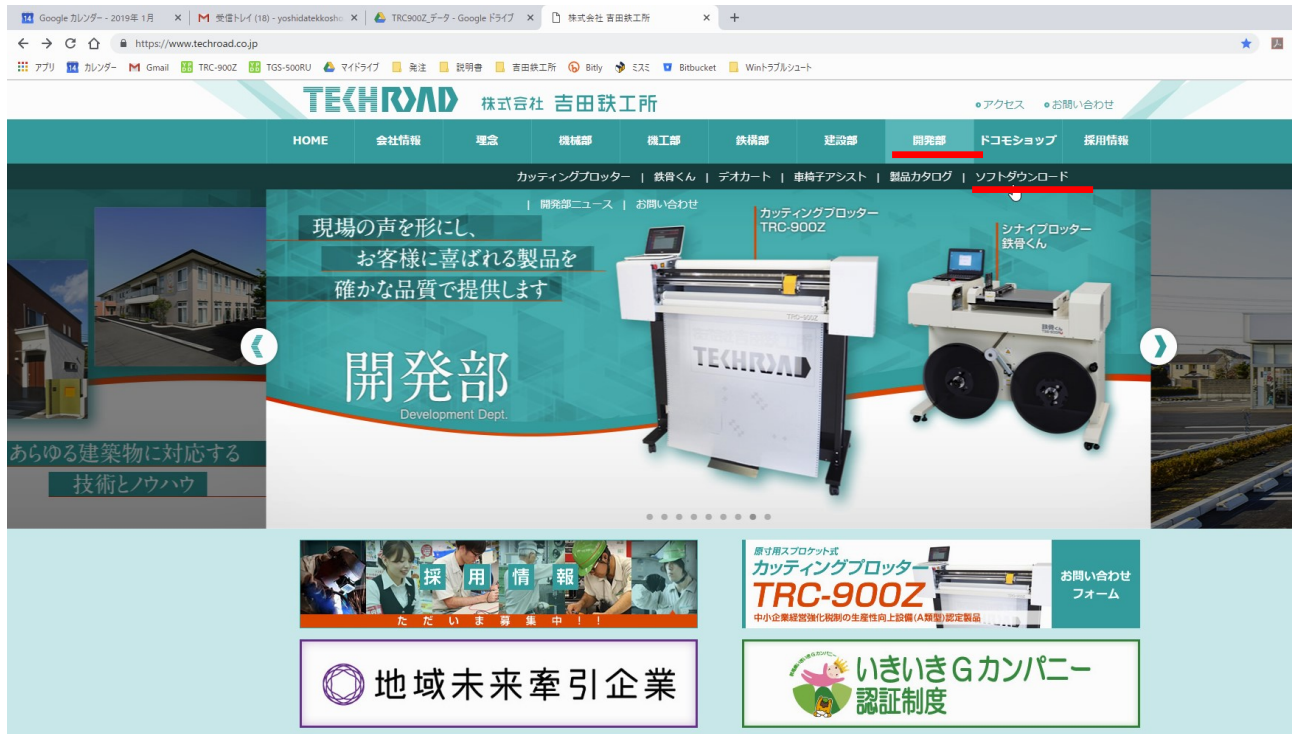 Google カレンダー - 2019年 1月
受信トレイ (18) - yoshidatekkosho
TRC900Z_データ - Google ドライブ
株式会社 吉田鉄工所
https://www.techroad.co.jp
アプリ
カレンダー
Gmail
TRC-900Z
TGS-500RU
マイドライブ
発注
説明書
吉田鉄工所
Bitly
ミスミ
Bitbucket
Winトラブルシュート
TECHROAD 株式会社 吉田鉄工所
アクセス
お問い合わせ
HOME
会社情報
理念
機械部
機工部
鉄構部
建設部
開発部
ドコモショップ
採用情報
カッティングプロッター | 鉄骨くん | デオカート | 車椅子アシスト | 製品カタログ | ソフトダウンロード
| 開発部ニュース | お問い合わせ
現場の声を形にし、
お客様に喜ばれる製品を
確かな品質で提供します
カッティングプロッター
TRC-900Z
シナイプロッター
鉄骨くん
TRC-900Z
鉄骨くん
TECHROAD
開発部
Development Dept.
あらゆる建築物に対応する
技術とノウハウ
採用情報
ただいま募集中!!
原寸用スプロケット式
カッティングプロッター
TRC-900Z
中小企業経営強化税制の生産性向上設備(A類型)認定製品
お問い合わせ
フォーム
地域未来牽引企業
いきいきGカンパニー
認証制度